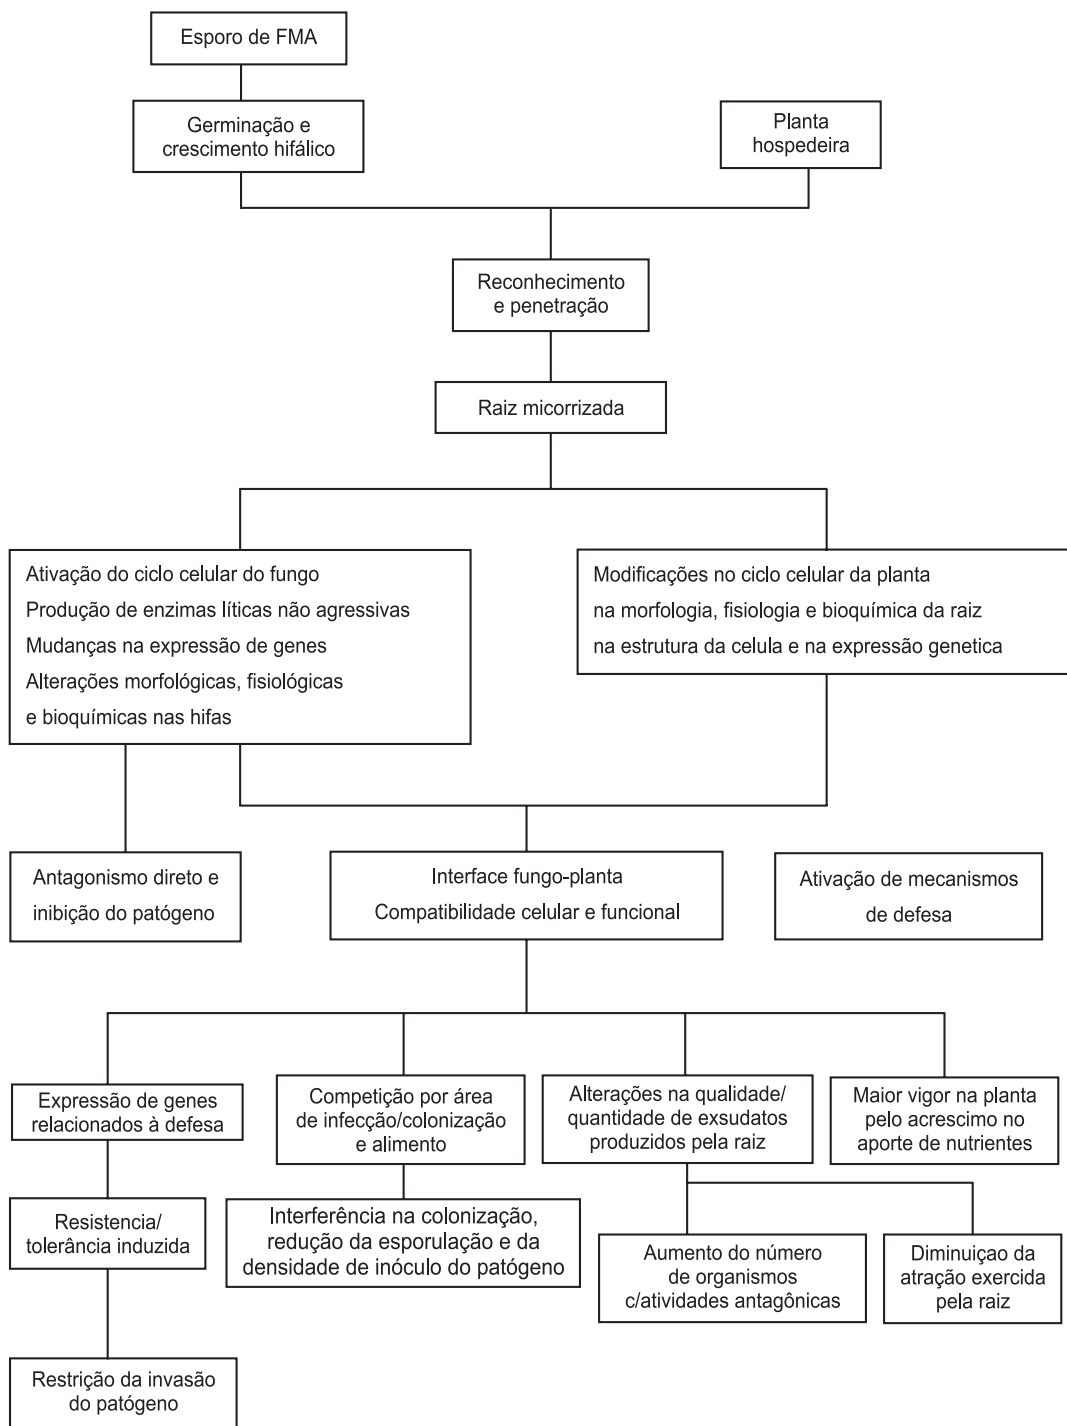 Esporo de FMA
Germinação e
crescimento hifálico
Planta
hospedeira
Reconhecimento
e penetração
Raiz micorrizada
Ativação do ciclo celular do fungo
Produção de enzimas líticas não agressivas
Mudanças na expressão de genes
Alterações morfológicas, fisiológicas
e bioquímicas nas hifas
Modificações no ciclo celular da planta
na morfologia, fisiologia e bioquímica da raiz
na estrutura da celula e na expressão genetica
Antagonismo direto e
inibição do patógeno
Interface fungo-planta
Compatibilidade celular e funcional
Ativação de mecanismos
de defesa
Expressão de genes
relacionados à defesa
Competição por área
de infecção/colonização
e alimento
Alterações na qualidade/
quantidade de exsudatos
produzidos pela raiz
Maior vigor na planta
pelo acrescimo no
aporte de nutrientes
Resistencia/
tolerância induzida
Interferência na colonização,
redução da esporulação e da
densidade de inóculo do patógeno
Aumento do número
de organismos
c/atividades antagônicas
Diminuiçao da
atração exercida
pela raiz
Restrição da invasão
do patógeno